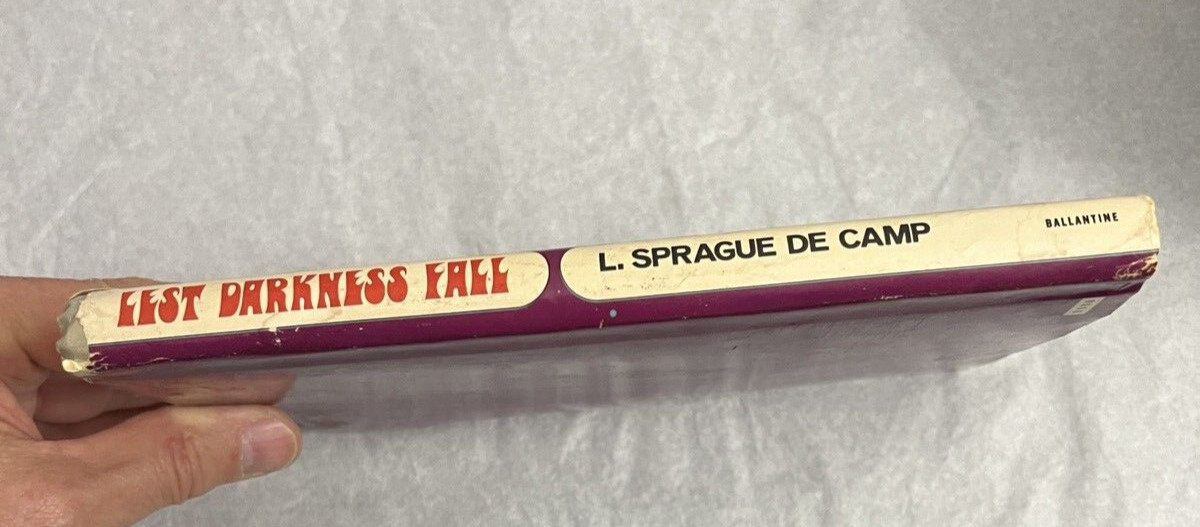 LEST DARKNESS FALL
L. SPRAGUE DE CAMP
BALLANTINE